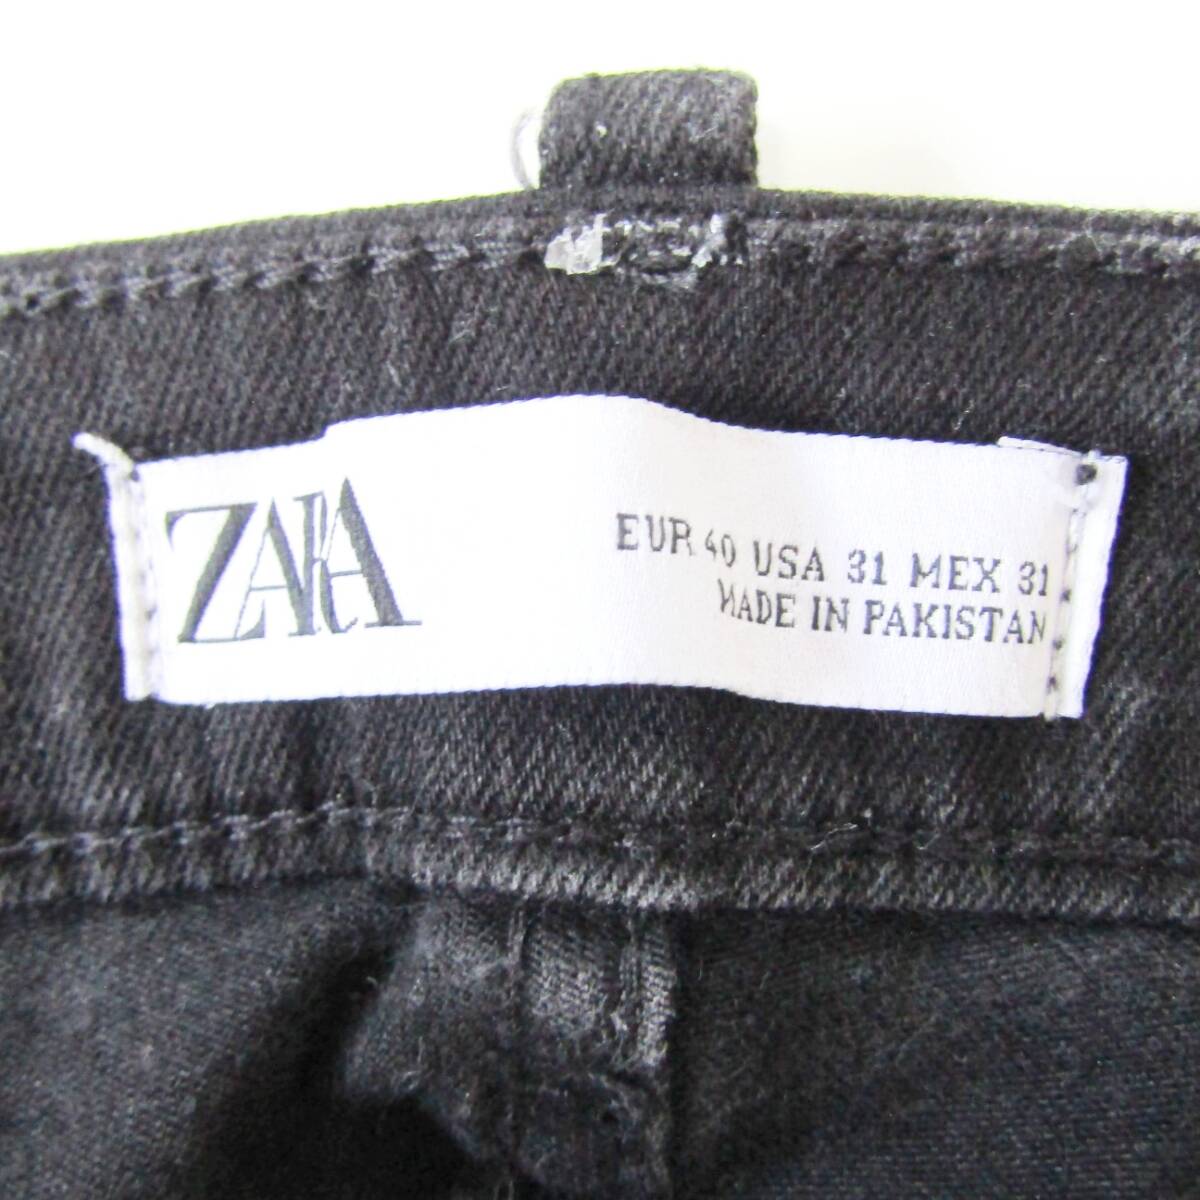 ZARA
EUR 40 USA 31 MEX 31
MADE IN PAKISTAN